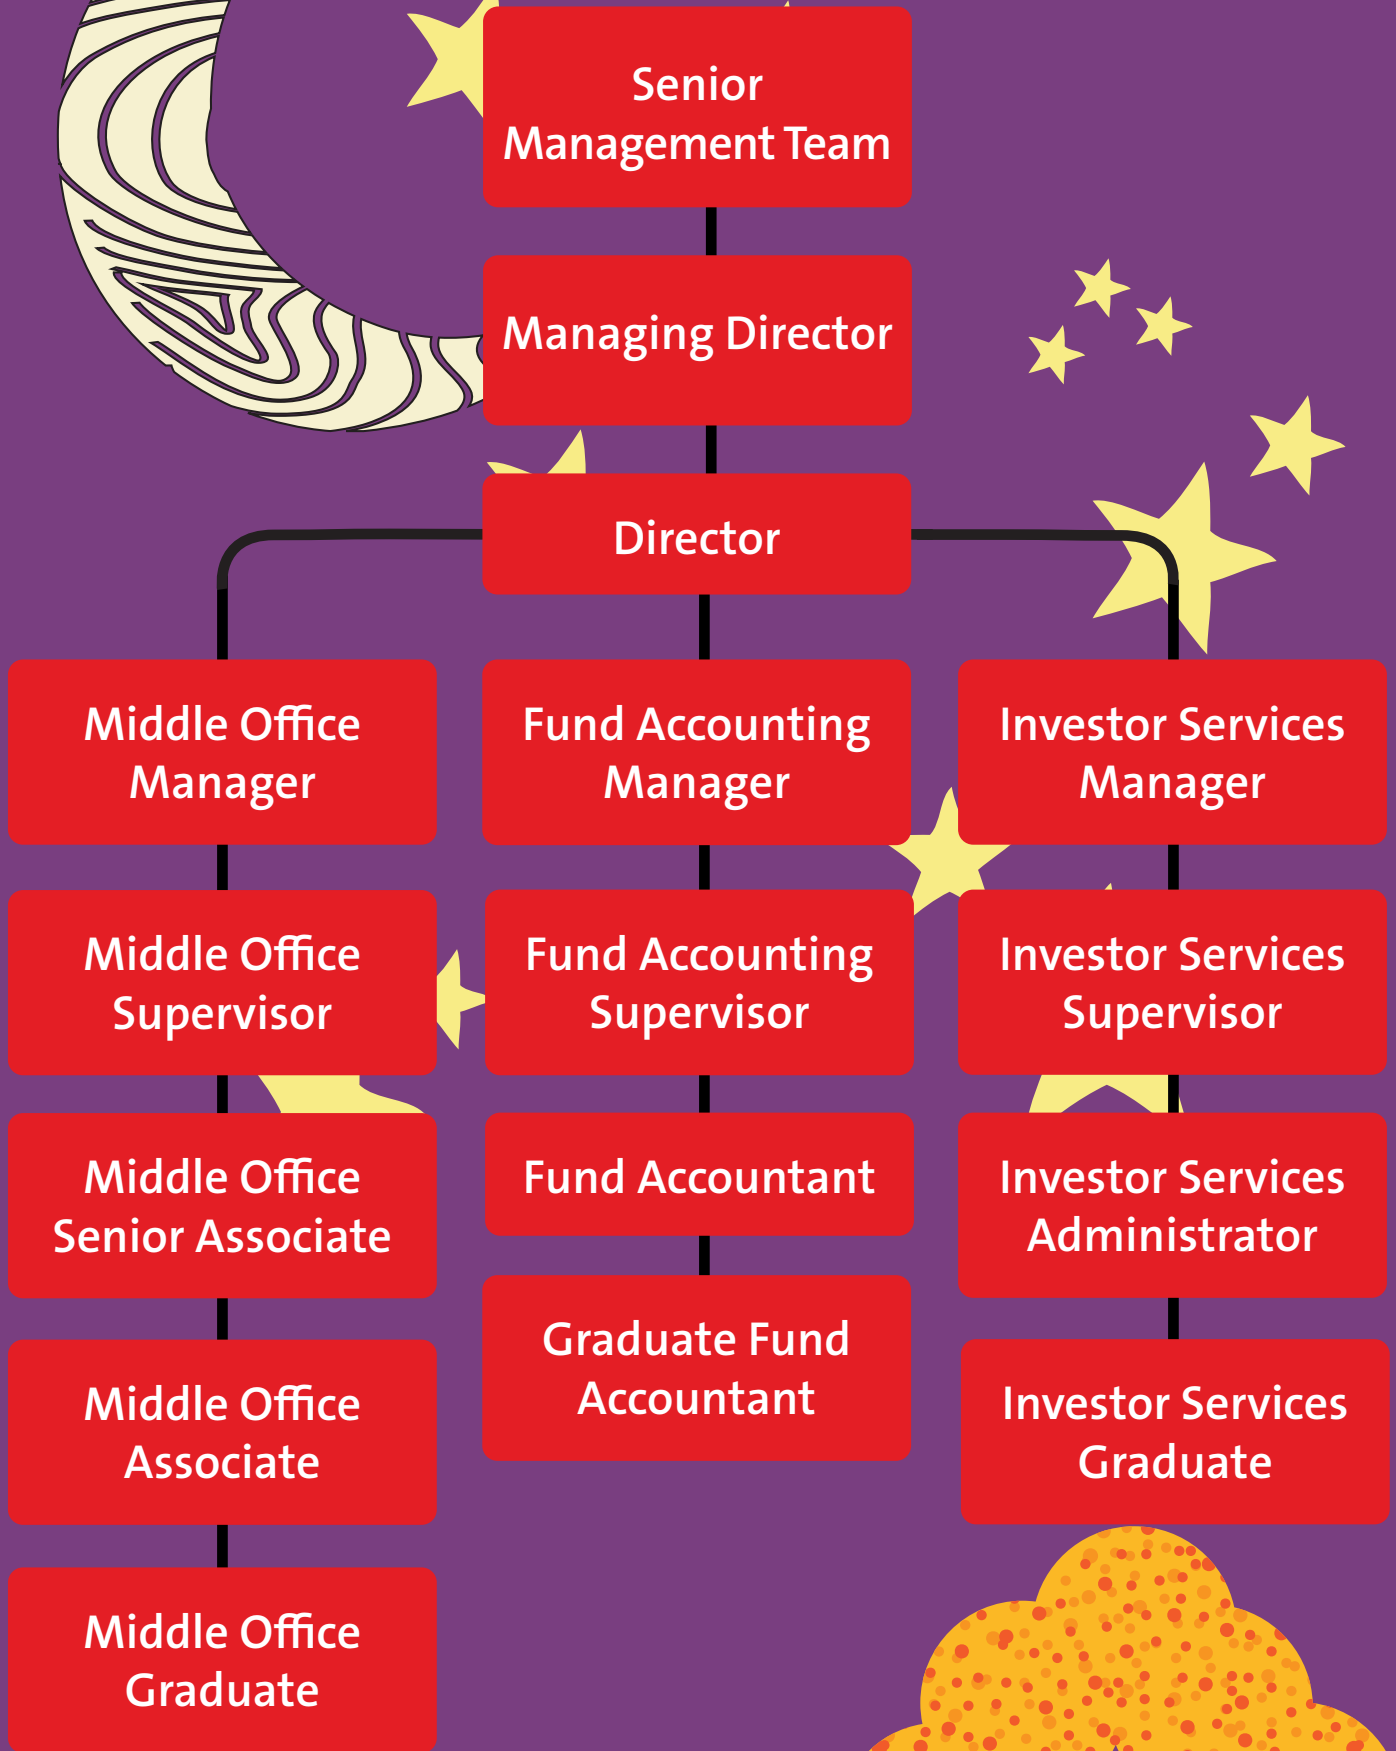 Senior
Management Team
Managing Director
Director
Middle Office
Manager
Fund Accounting
Manager
Investor Services
Manager
Middle Office
Supervisor
Fund Accounting
Supervisor
Investor Services
Supervisor
Middle Office
Senior Associate
Fund Accountant
Investor Services
Administrator
Graduate Fund
Accountant
Middle Office
Associate
Investor Services
Graduate
Middle Office
Graduate